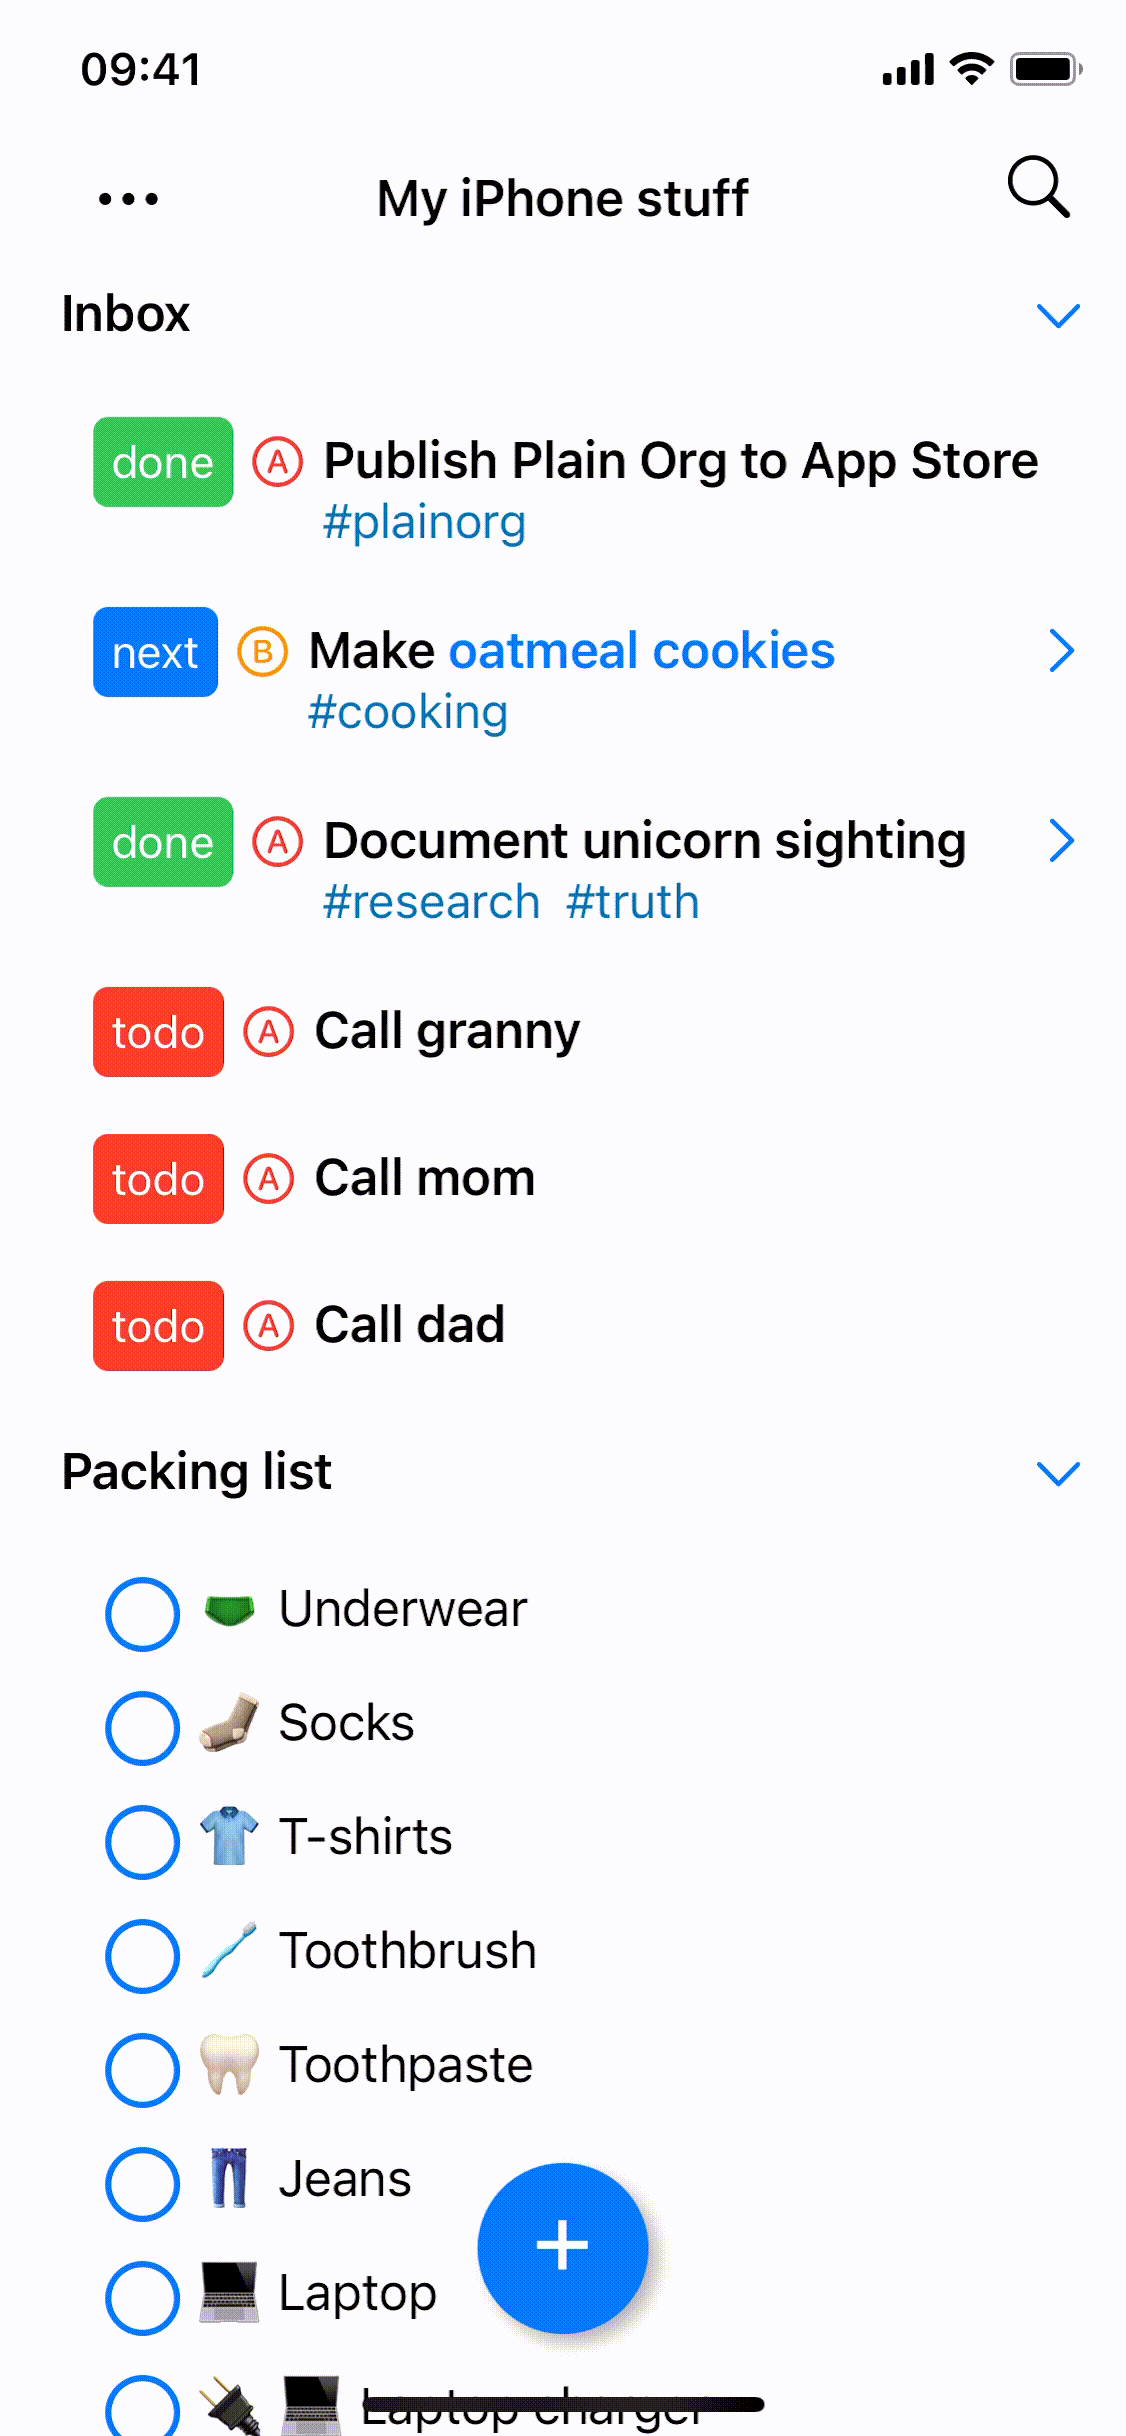 09:41
My iPhone stuff
Inbox
done A Publish Plain Org to App Store
#plainorg
next B Make oatmeal cookies
#cooking
done A Document unicorn sighting
#research #truth
todo A Call granny
todo A Call mom
todo A Call dad
Packing list
Underwear
Socks
T-shirts
Toothbrush
Toothpaste
Jeans
Laptop
Laptop charger